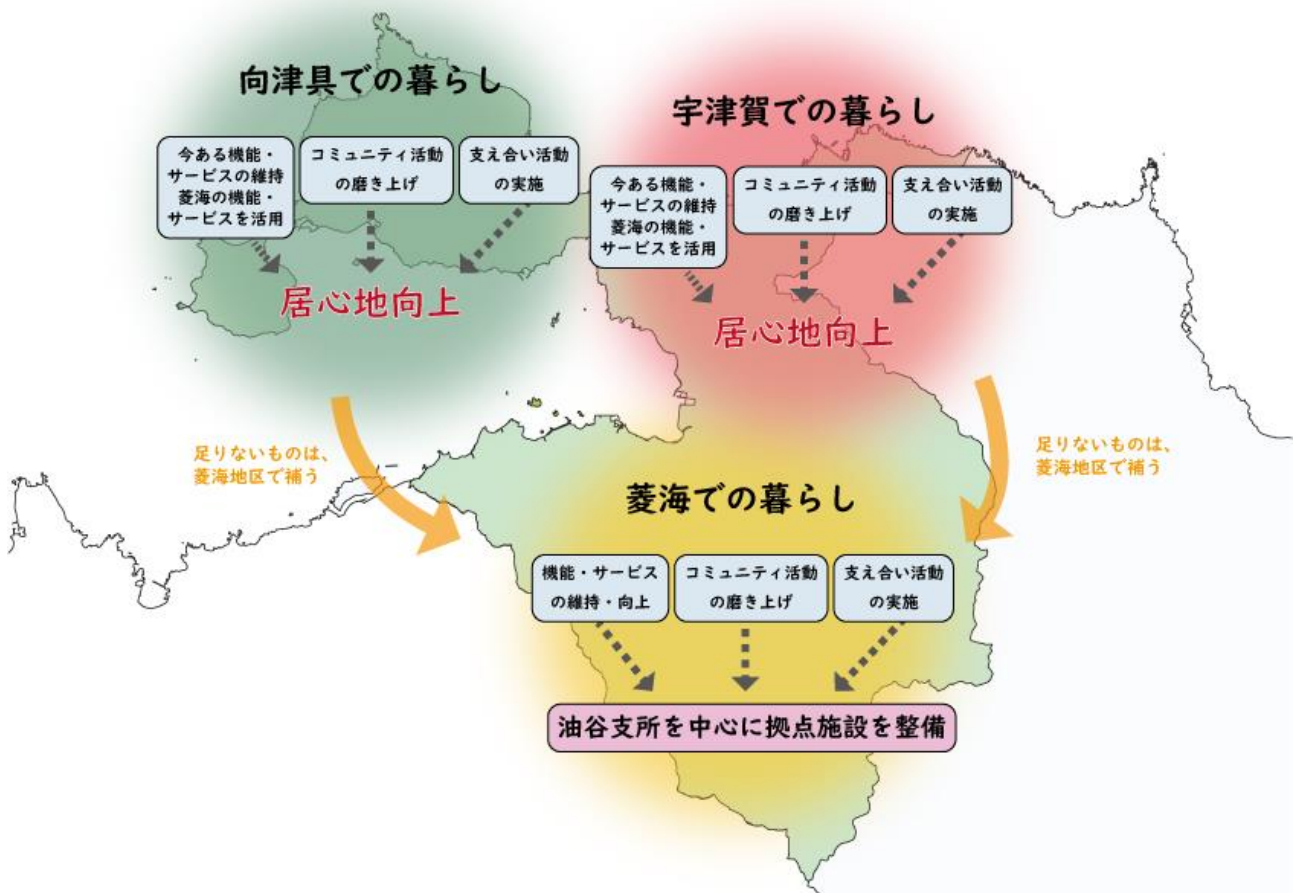 向津具での暮らし
今ある機能・
サービスの維持
菱海の機能・
サービスを活用
コミュニティ活動
の磨き上げ
支え合い活動
の実施
居心地向上
宇津賀での暮らし
今ある機能・
サービスの維持
菱海の機能・
サービスを活用
コミュニティ活動
の磨き上げ
支え合い活動
の実施
居心地向上
足りないものは、
菱海地区で補う
足りないものは、
菱海地区で補う
菱海での暮らし
機能・サービス
の維持・向上
コミュニティ活動
の磨き上げ
支え合い活動
の実施
油谷支所を中心に拠点施設を整備